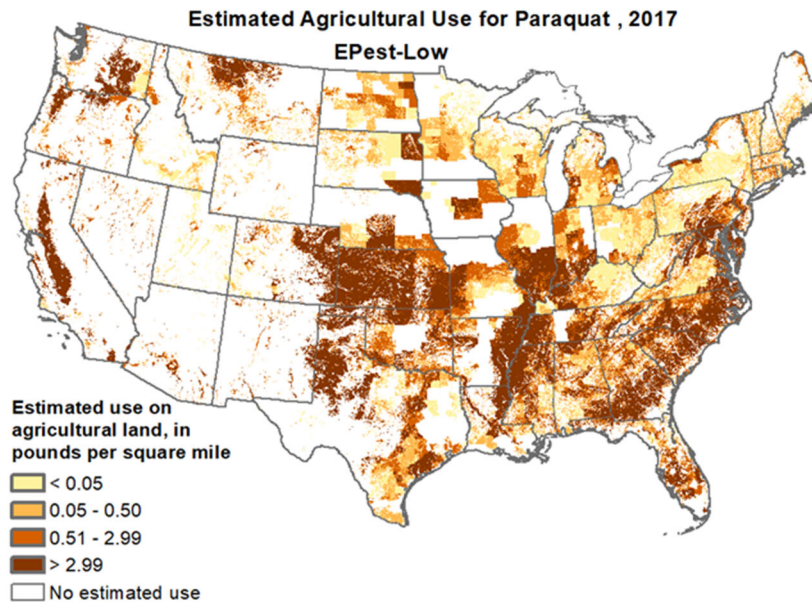 Estimated Agricultural Use for Paraquat , 2017
EPest-Low
Estimated use on
agricultural land, in
pounds per square mile
< 0.05
0.05 - 0.50
0.51 - 2.99
> 2.99
No estimated use